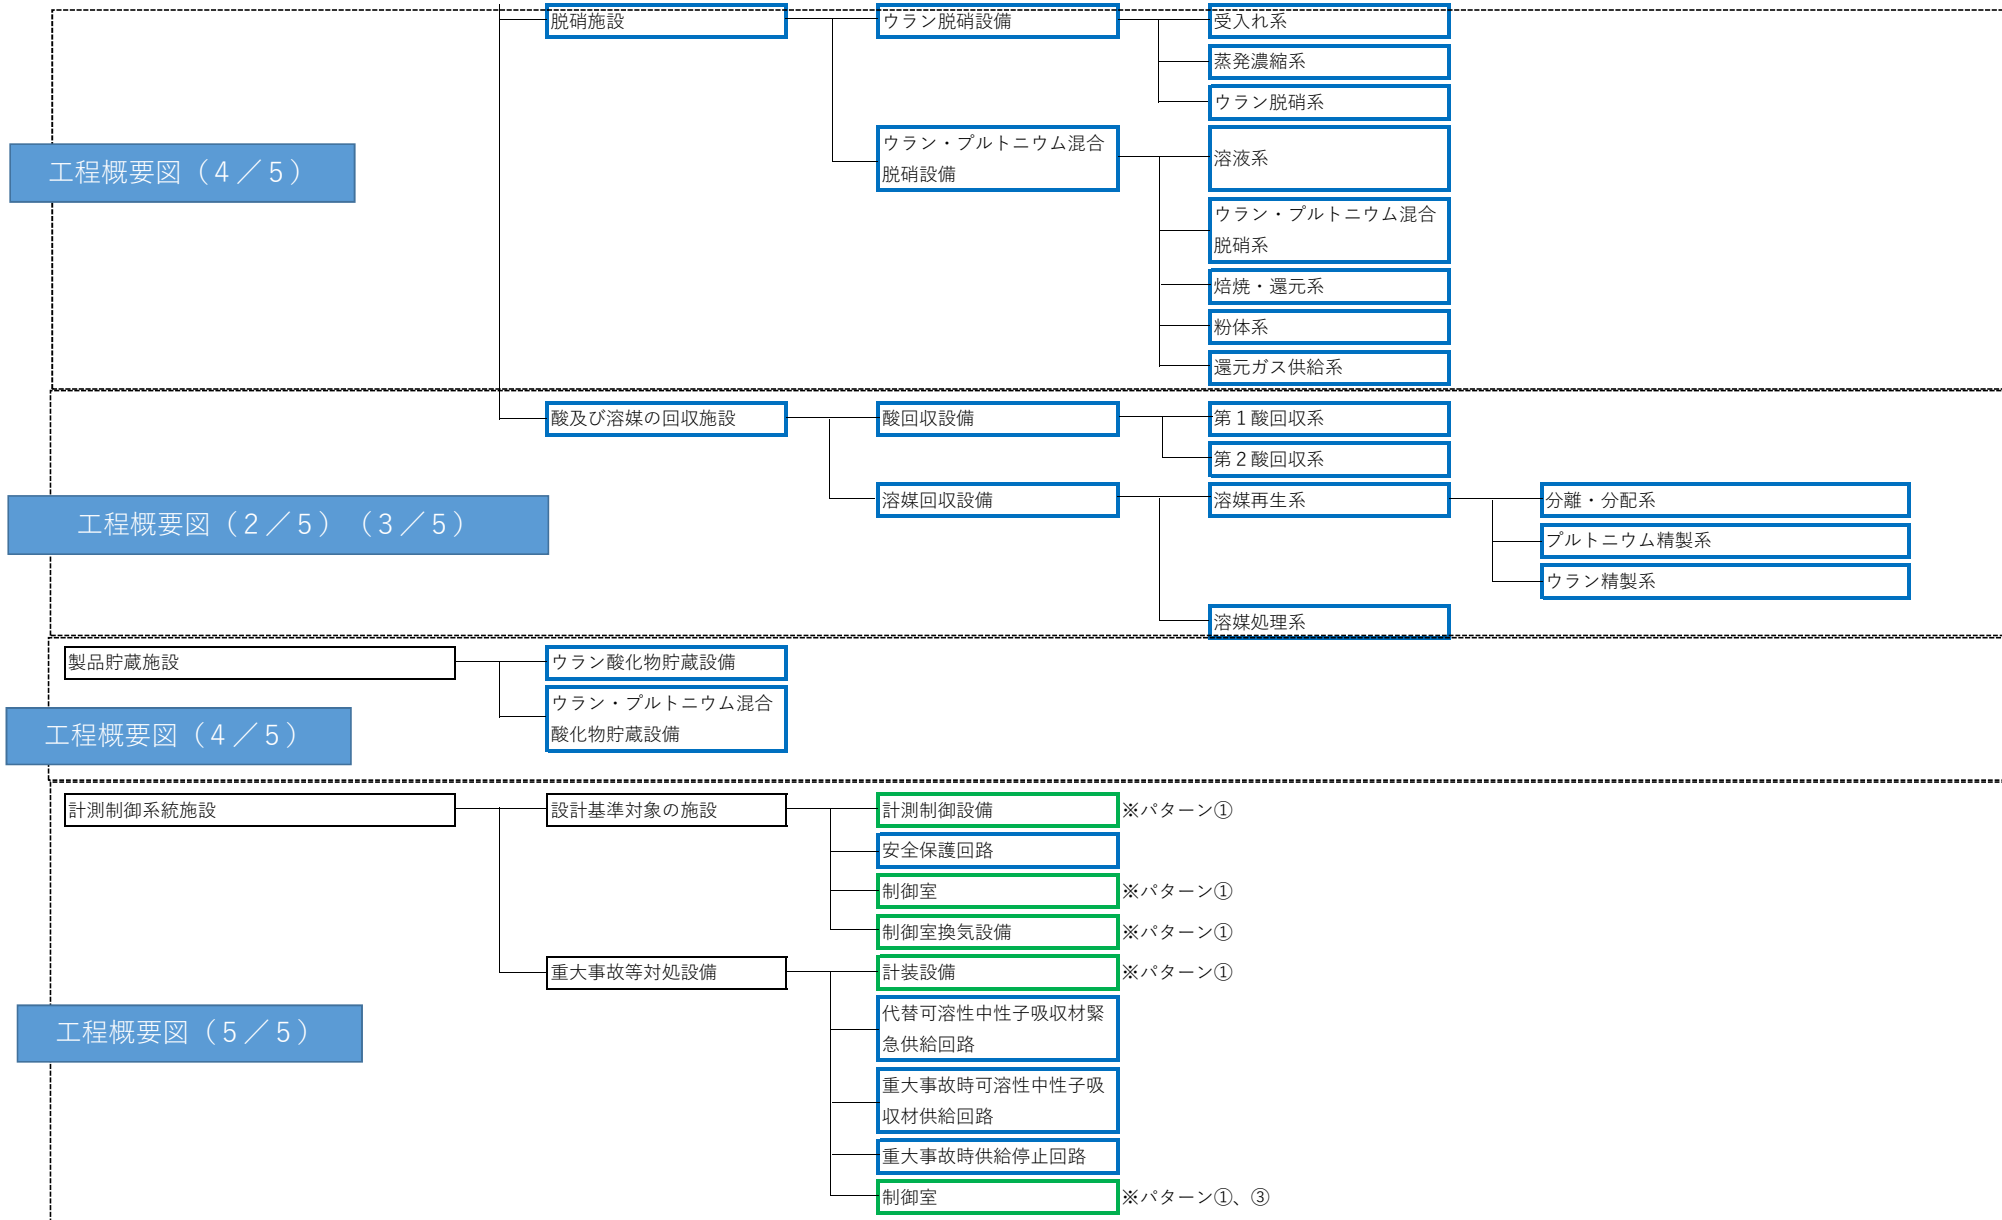 脱硝施設
ウラン脱硝設備
受入れ系
蒸発濃縮系
ウラン脱硝系
ウラン・プルトニウム混合
脱硝設備
溶液系
ウラン・プルトニウム混合
脱硝系
焙焼・還元系
粉体系
還元ガス供給系
工程概要図（４／５）
酸及び溶媒の回収施設
酸回収設備
第１酸回収系
第２酸回収系
溶媒回収設備
溶媒再生系
分離・分配系
プルトニウム精製系
ウラン精製系
溶媒処理系
工程概要図（２／５）（３／５）
製品貯蔵施設
ウラン酸化物貯蔵設備
ウラン・プルトニウム混合
酸化物貯蔵設備
工程概要図（４／５）
計測制御系統施設
設計基準対象の施設
計測制御設備
※パターン①
安全保護回路
制御室
※パターン①
制御室換気設備
※パターン①
重大事故等対処設備
計装設備
※パターン①
代替可溶性中性子吸収材緊
急供給回路
重大事故時可溶性中性子吸
収材供給回路
重大事故時供給停止回路
制御室
※パターン①、③
工程概要図（５／５）